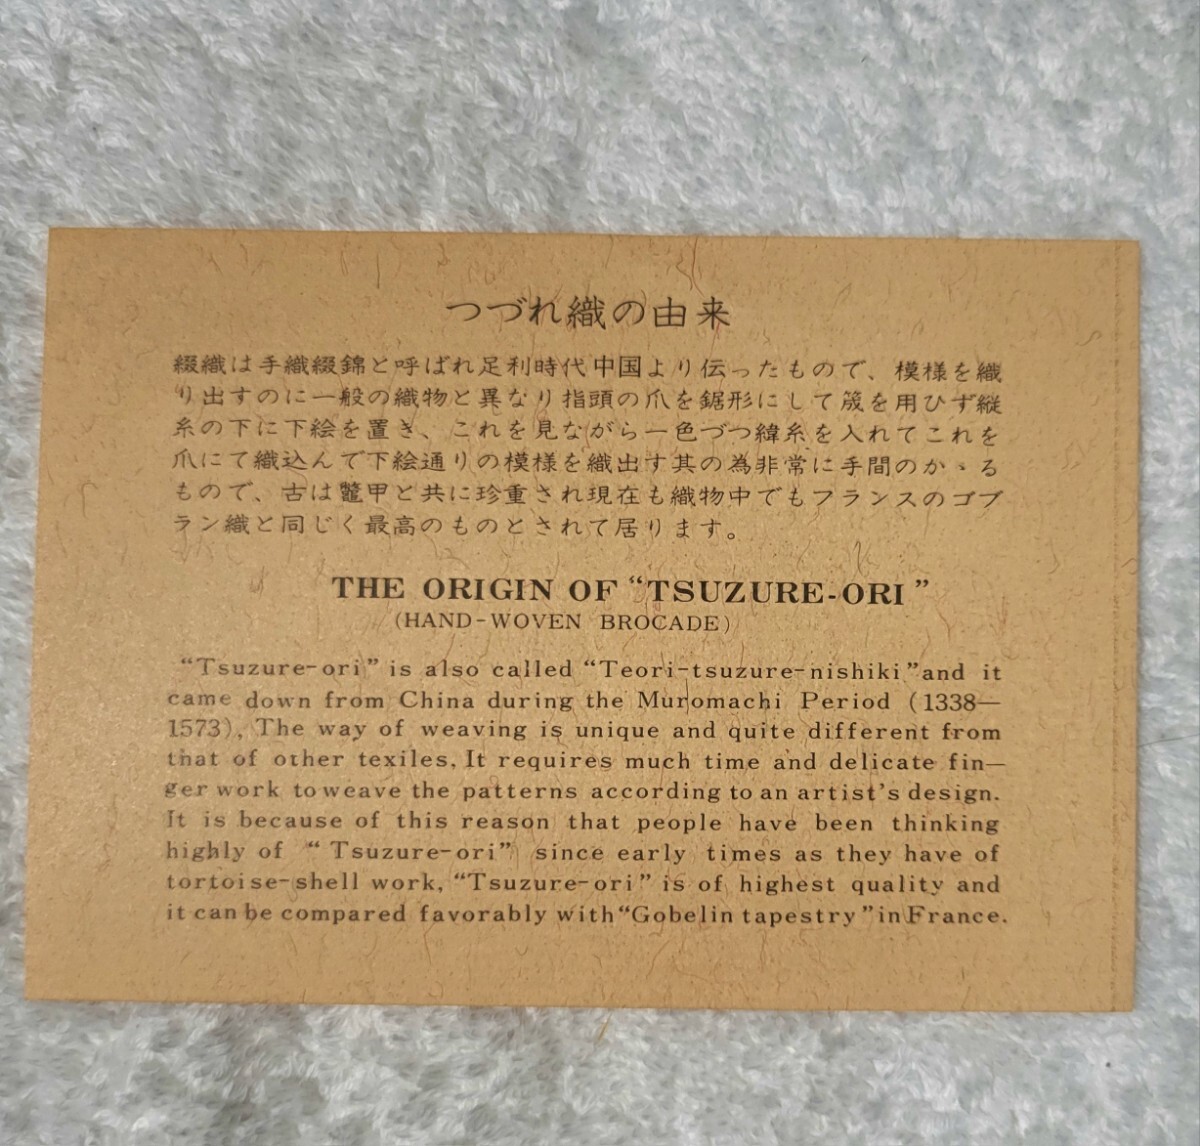 つづれ織の由来
綴織は手織綴錦と呼ばれ足利時代中国より伝ったもので、模様を織
り出すのに一般の織物と異なり指頭の爪を鋸形にして筬を用ひず縦
糸の下に下絵を置き、これを見ながら一色づつ緯糸を入れてこれを
爪にて織込んで下絵通りの模様を織出す其の為非常に手間のかゝる
もので、古は鼈甲と共に珍重され現在も織物中でもフランスのゴブ
ラン織と同じく最高のものとされて居ります。
THE ORIGIN OF “TSUZURE-ORI”
(HAND-WOVEN BROCADE)
“Tsuzure-ori” is also called “Teori-tsuzure-nishiki” and it
came down from China during the Muromachi Period (1338—
1573), The way of weaving is unique and quite different from
that of other texiles. It requires much time and delicate fin—
ger work to weave the patterns according to an artist's design.
It is because of this reason that people have been thinking
highly of “Tsuzure-ori” since early times as they have of
tortoise-shell work, “Tsuzure-ori” is of highest quality and
it can be compared favorably with “Gobelin tapestry” in France.